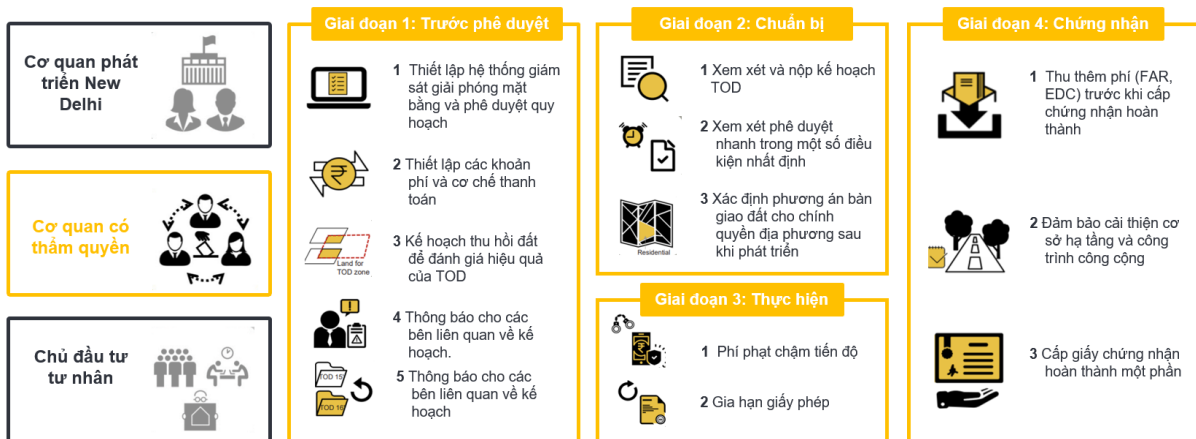 Cơ quan phát
triển New
Delhi
Cơ quan có
thẩm quyền
Chủ đầu tư
tư nhân
Giai đoạn 1: Trước phê duyệt
1 Thiết lập hệ thống giám
sát giải phóng mặt
bằng và phê duyệt quy
hoạch
2 Thiết lập các khoản
phí và cơ chế thanh
toán
3 Kế hoạch thu hồi đất
để đánh giá hiệu quả
của TOD
Land for
TOD zone
4 Thông báo cho các
bên liên quan về kế
hoạch.
5 Thông báo cho các
bên liên quan về kế
hoạch
TOD 15
TOD 16
Giai đoạn 2: Chuẩn bị
1 Xem xét và nộp kế hoạch
TOD
2 Xem xét phê duyệt
nhanh trong một số điều
kiện nhất định
3 Xác định phương án bàn
giao đất cho chính
quyền địa phương sau
khi phát triển
Residential
Giai đoạn 3: Thực hiện
1 Phí phạt chậm tiến độ
2 Gia hạn giấy phép
Giai đoạn 4: Chứng nhận
1 Thu thêm phí (FAR,
EDC) trước khi cấp
chứng nhận hoàn
thành
2 Đảm bảo cải thiện cơ
sở hạ tầng và công
trình công cộng
3 Cấp giấy chứng nhận
hoàn thành một phần